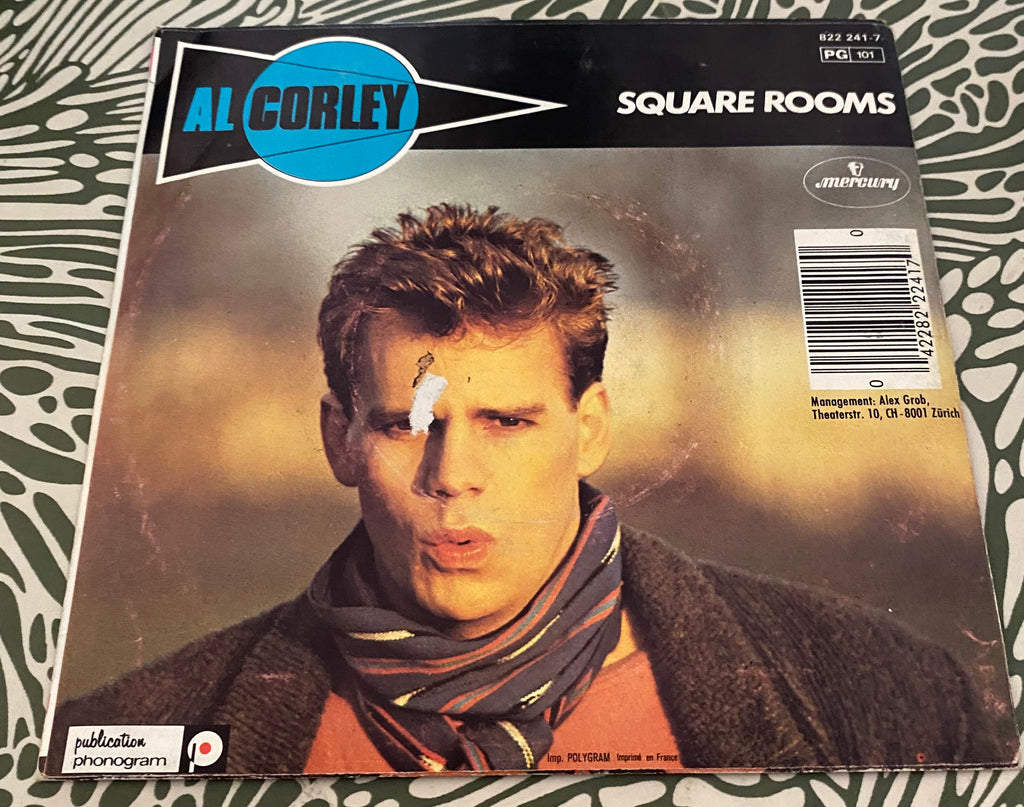 822 241-7
PG 101
AL CORLEY
SQUARE ROOMS
mercury
0
42282 22417
0
Management: Alex Grob,
Theaterstr. 10, CH-8001 Zürich
publication
phonogram
p
Imp. POLYGRAM Imprimé en France